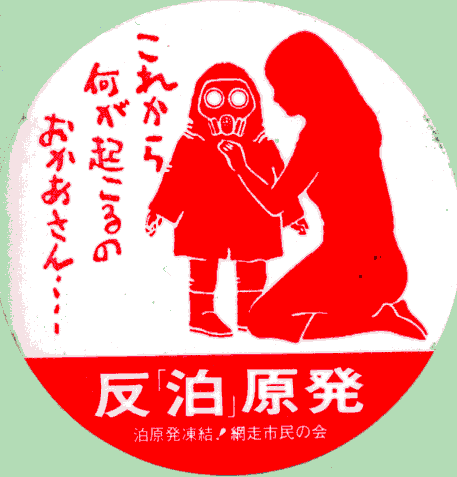 これから
何が起こるの
おかあさん……
反「泊」原発
泊原発凍結！網走市民の会